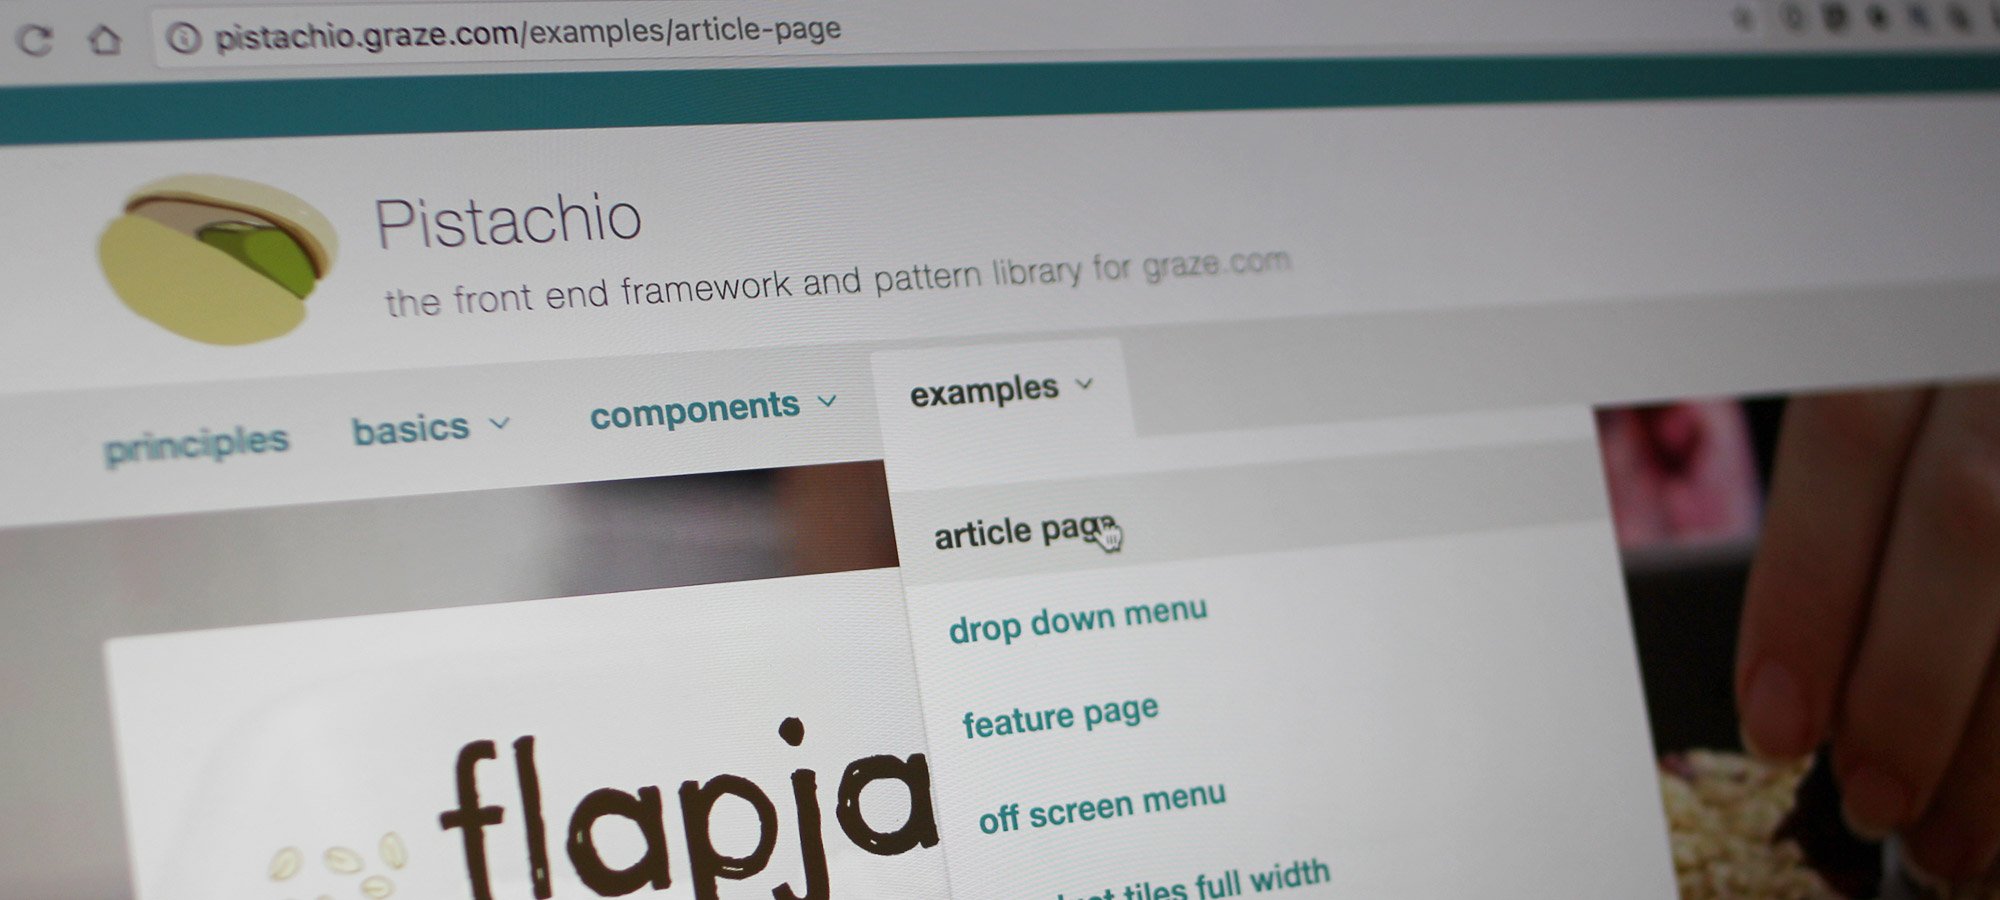 pistachio.graze.com/examples/article-page
Pistachio
the front end framework and pattern library for graze.com
principles basics components examples
article page
drop down menu
feature page
off screen menu
tiles full width
flapja